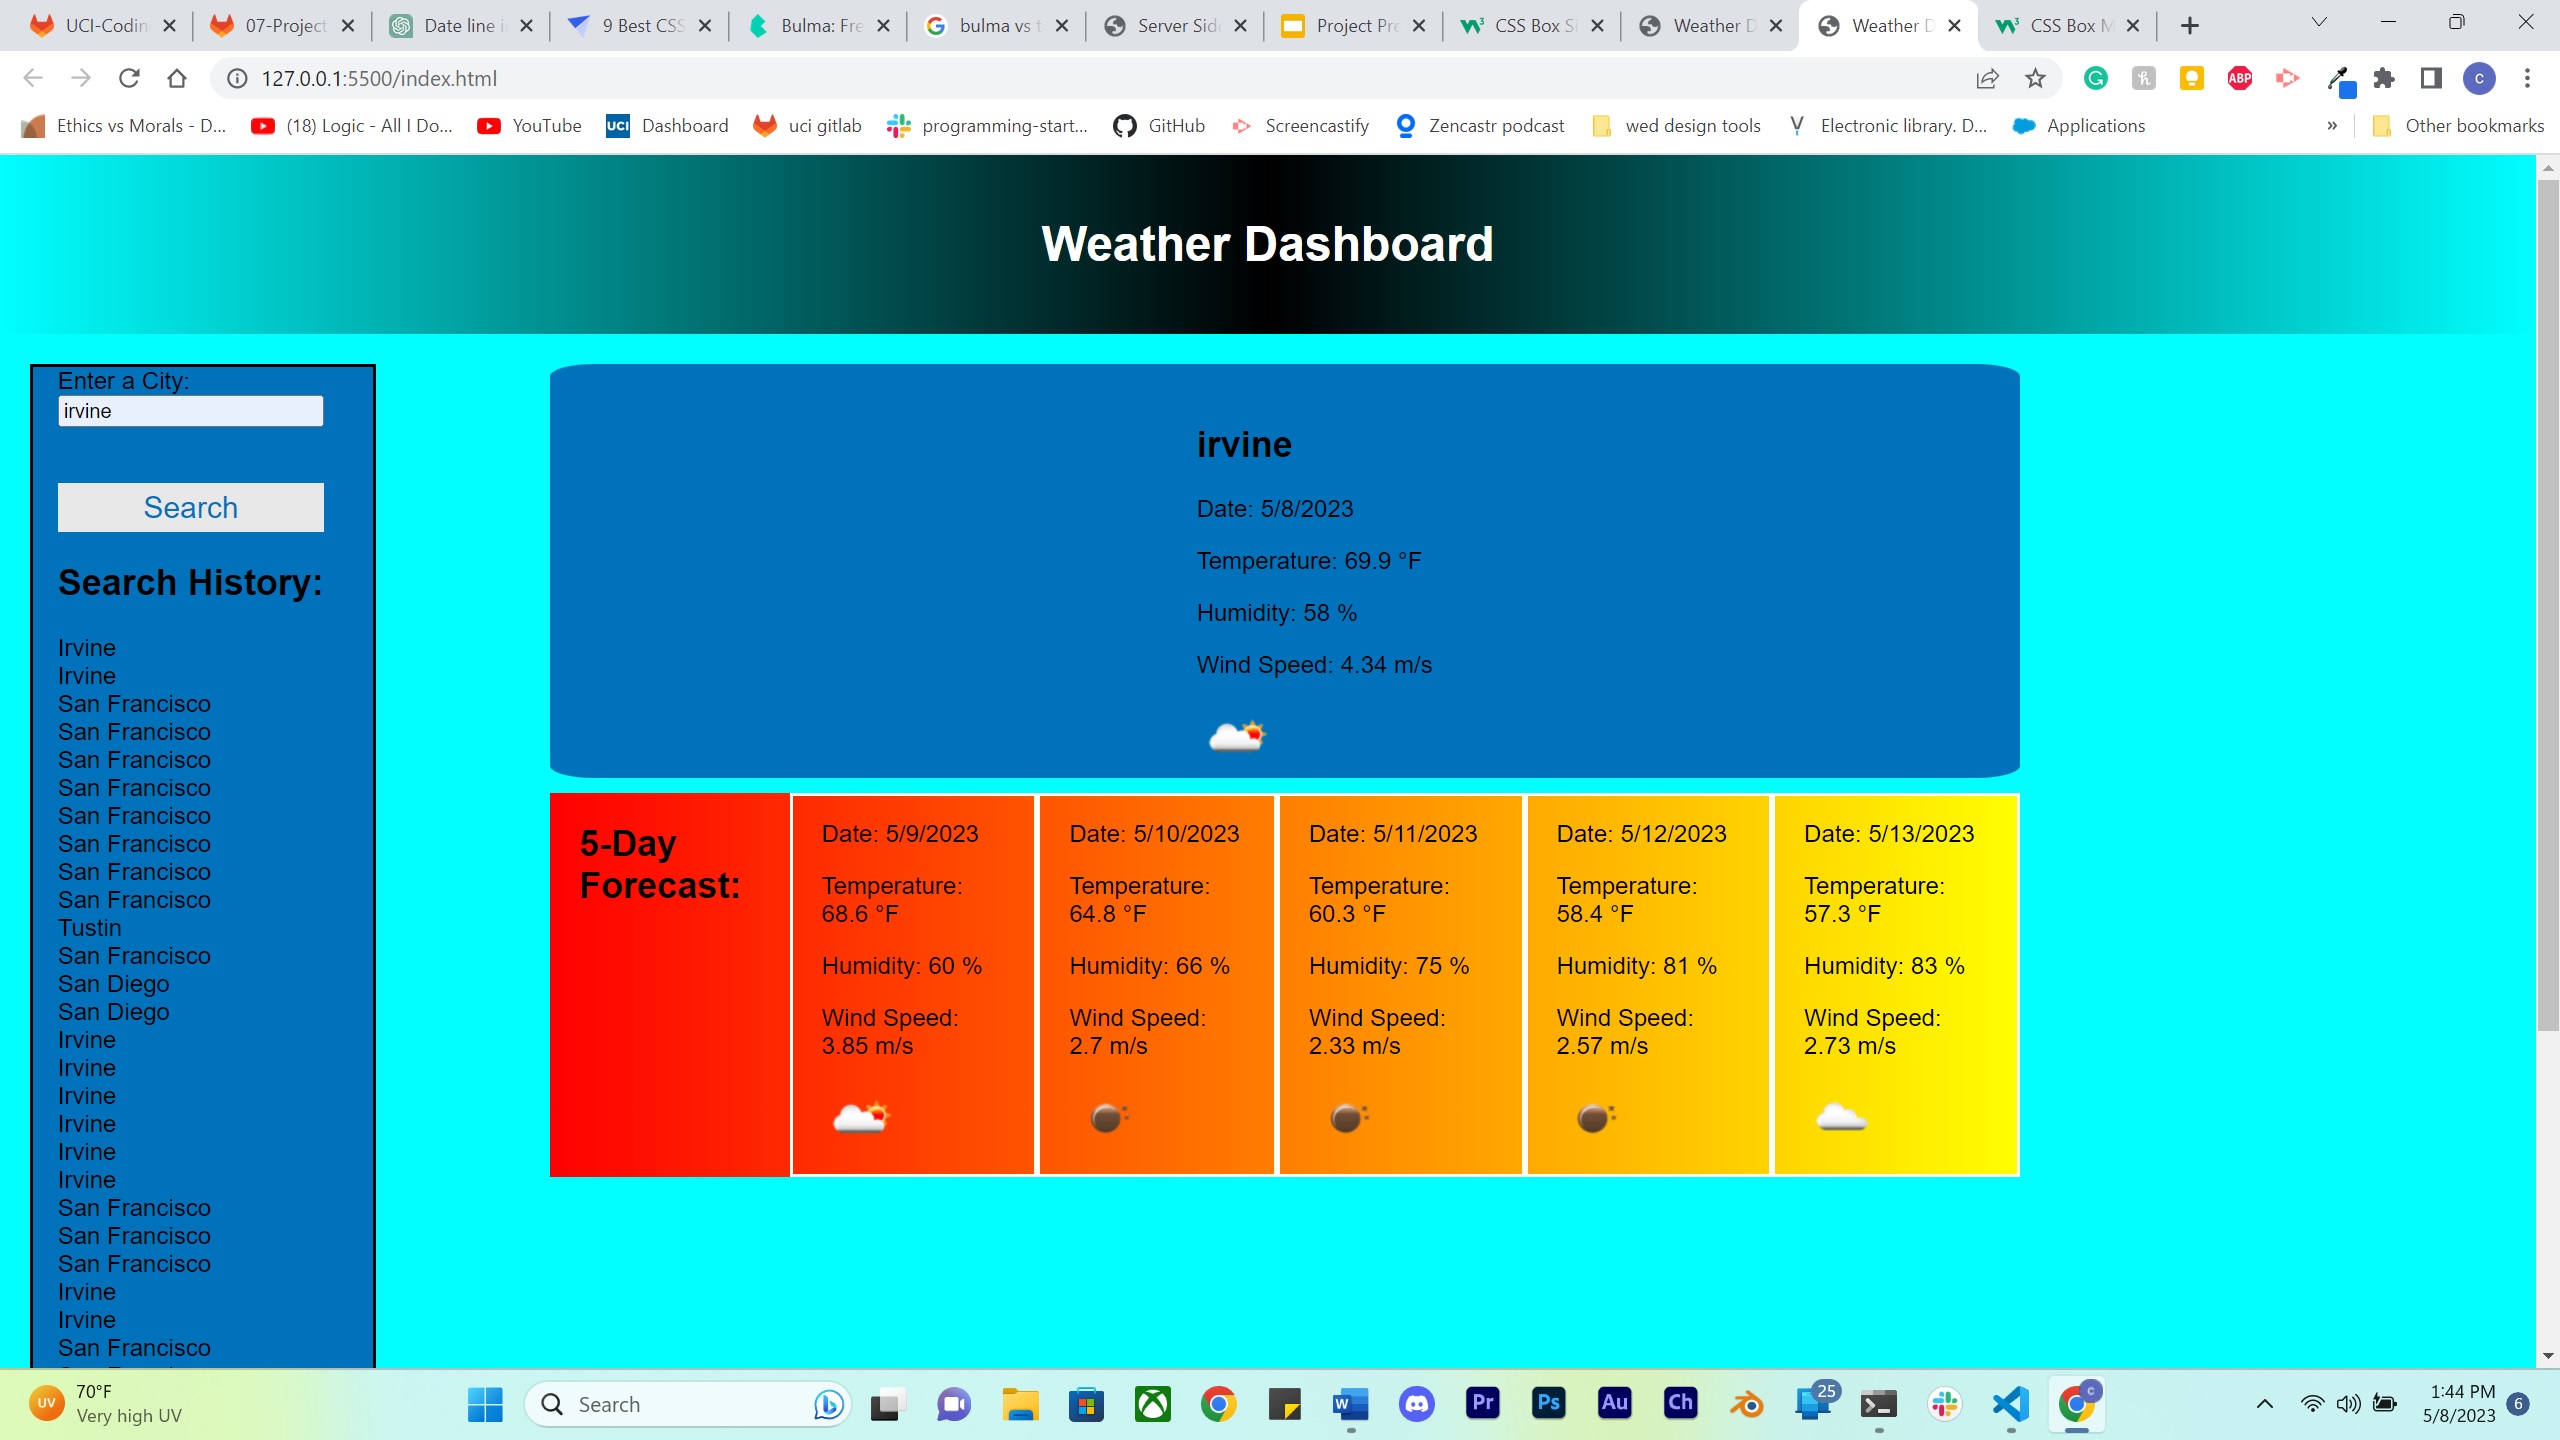 UCI-Codin
07-Project
Date line i
9 Best CSS
Bulma: Fre
bulma vs t
Server Side
Project Pre
CSS Box Si
Weather D
Weather D
CSS Box M
127.0.0.1:5500/index.html
ABP
Ethics vs Morals - D...
(18) Logic - All I Do...
YouTube
UCI Dashboard
uci gitlab
programming-start...
GitHub
Screencastify
Zencastr podcast
wed design tools
Electronic library. D...
Applications
»
Other bookmarks
Weather Dashboard
Enter a City:
irvine
Search
Search History:
Irvine
Irvine
San Francisco
San Francisco
San Francisco
San Francisco
San Francisco
San Francisco
San Francisco
San Francisco
Tustin
San Francisco
San Diego
San Diego
Irvine
Irvine
Irvine
Irvine
Irvine
Irvine
San Francisco
San Francisco
San Francisco
Irvine
Irvine
San Francisco
irvine
Date: 5/8/2023
Temperature: 69.9 °F
Humidity: 58 %
Wind Speed: 4.34 m/s
5-Day
Forecast:
Date: 5/9/2023
Temperature:
68.6 °F
Humidity: 60 %
Wind Speed:
3.85 m/s
Date: 5/10/2023
Temperature:
64.8 °F
Humidity: 66 %
Wind Speed:
2.7 m/s
Date: 5/11/2023
Temperature:
60.3 °F
Humidity: 75 %
Wind Speed:
2.33 m/s
Date: 5/12/2023
Temperature:
58.4 °F
Humidity: 81 %
Wind Speed:
2.57 m/s
Date: 5/13/2023
Temperature:
57.3 °F
Humidity: 83 %
Wind Speed:
2.73 m/s
UV
70°F
Very high UV
Search
W
Pr
Ps
Au
Ch
25
C
1:44 PM
5/8/2023
6